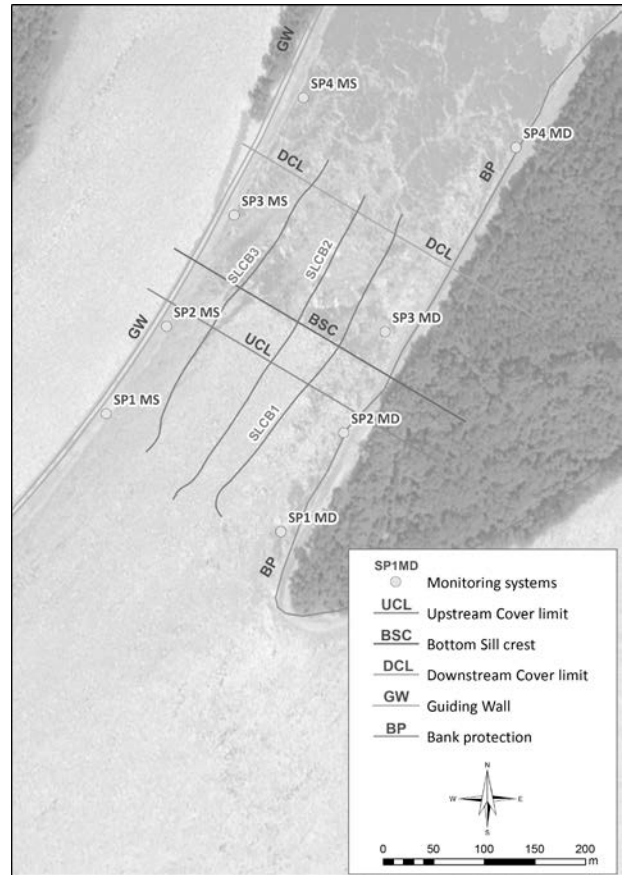 GW
SP4 MS
SP4 MD
BP
DCL
SP3 MS
DCL
SLCB3
SLCB2
SP3 MD
BSC
SP2 MS
GW
UCL
SLCB1
SP1 MS
SP2 MD
SP1 MD
BP
SP1MD
Monitoring systems
UCL
Upstream Cover limit
BSC
Bottom Sill crest
DCL
Downstream Cover limit
GW
Guiding Wall
BP
Bank protection
N
W E
S
0 50 100 150 200
m